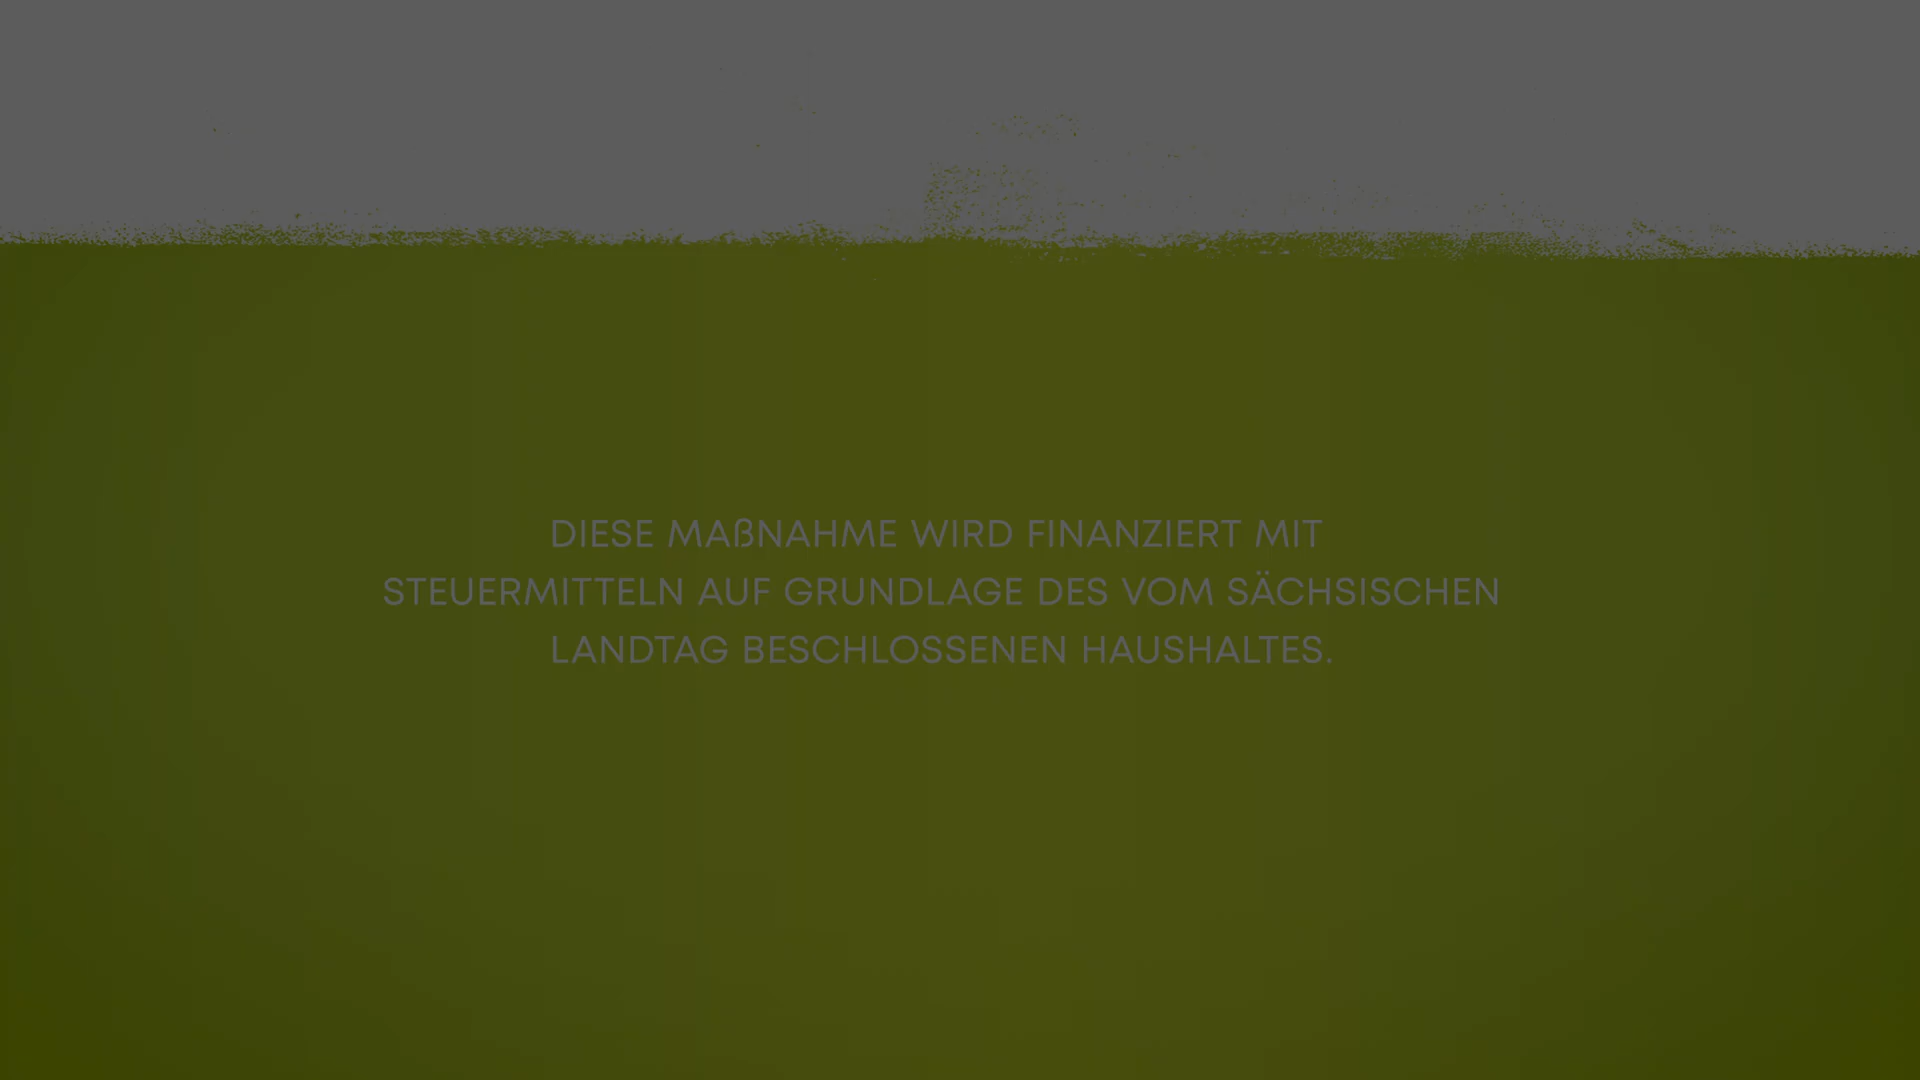 DIESE MAßNAHME WIRD FINANZIERT MIT
STEUERMITTELN AUF GRUNDLAGE DES VOM SÄCHSISCHEN
LANDTAG BESCHLOSSENEN HAUSHALTES.